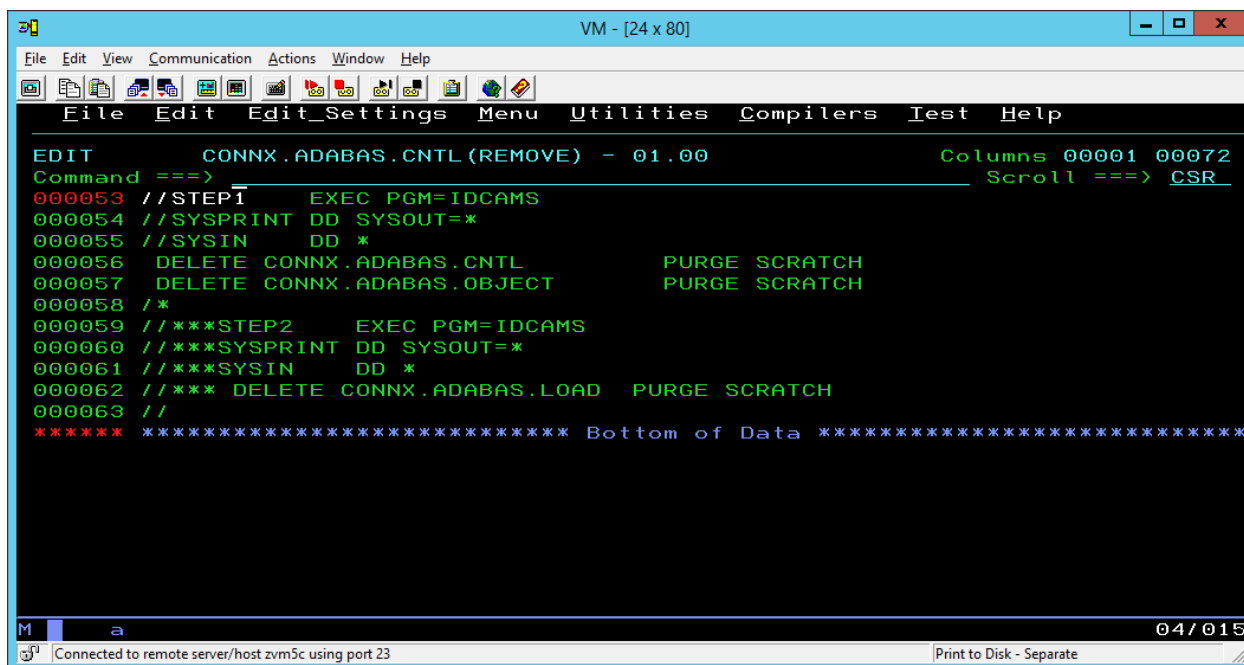 VM - [24 x 80]
File Edit View Communication Actions Window Help
File Edit Edit_Settings Menu Utilities Compilers Test Help
EDIT CONNX.ADABAS.CNTL(REMOVE) - 01.00 Columns 00001 00072
Command ===> Scroll ===> CSR
000053 //STEP1 EXEC PGM=IDCAMS
000054 //SYSPRINT DD SYSOUT=*
000055 //SYSIN DD *
000056 DELETE CONNX.ADABAS.CNTL PURGE SCRATCH
000057 DELETE CONNX.ADABAS.OBJECT PURGE SCRATCH
000058 /*
000059 //***STEP2 EXEC PGM=IDCAMS
000060 //***SYSPRINT DD SYSOUT=*
000061 //***SYSIN DD *
000062 //*** DELETE CONNX.ADABAS.LOAD PURGE SCRATCH
000063 //
****** **************************** Bottom of Data ****************************
M a 04/015
Connected to remote server/host zvm5c using port 23 Print to Disk - Separate